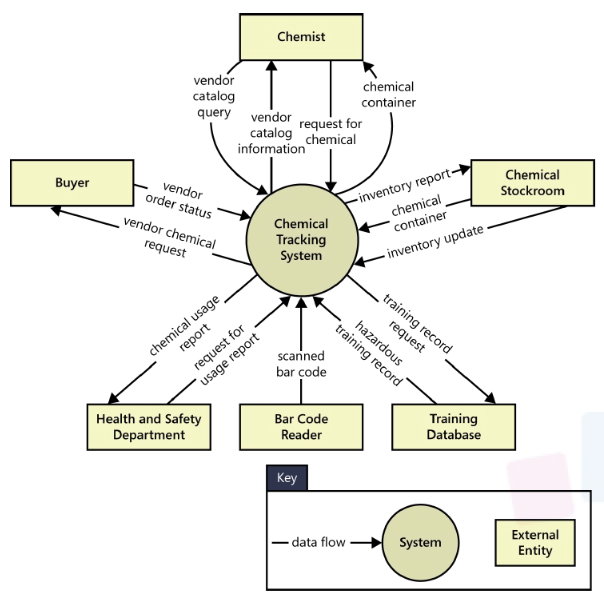 Chemist
vendor
catalog
query
vendor
catalog
information
request for
chemical
chemical
container
Buyer
vendor
order status
vendor chemical
request
Chemical
Tracking
System
inventory report
chemical
container
inventory update
Chemical
Stockroom
chemical usage
report
request for
usage report
scanned
bar code
hazardous
training record
training record
request
Health and Safety
Department
Bar Code
Reader
Training
Database
Key
data flow
System
External
Entity